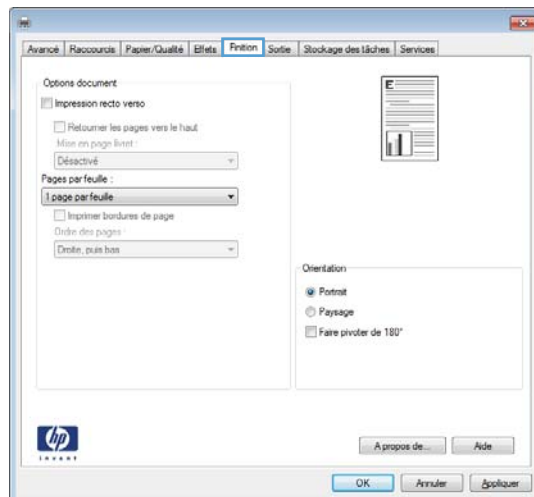 Avancé Raccourcis Papier/Qualité Effets Finition Sortie Stockage des tâches Services
Options document
Impression recto verso
Retourner les pages vers le haut
Mise en page livret :
Désactivé
Pages par feuille :
1 page par feuille
Imprimer bordures de page
Ordre des pages :
Droite, puis bas
E
Orientation
Portrait
Paysage
Faire pivoter de 180°
hp
invent
A propos de...
Aide
OK
Annuler
Appliquer